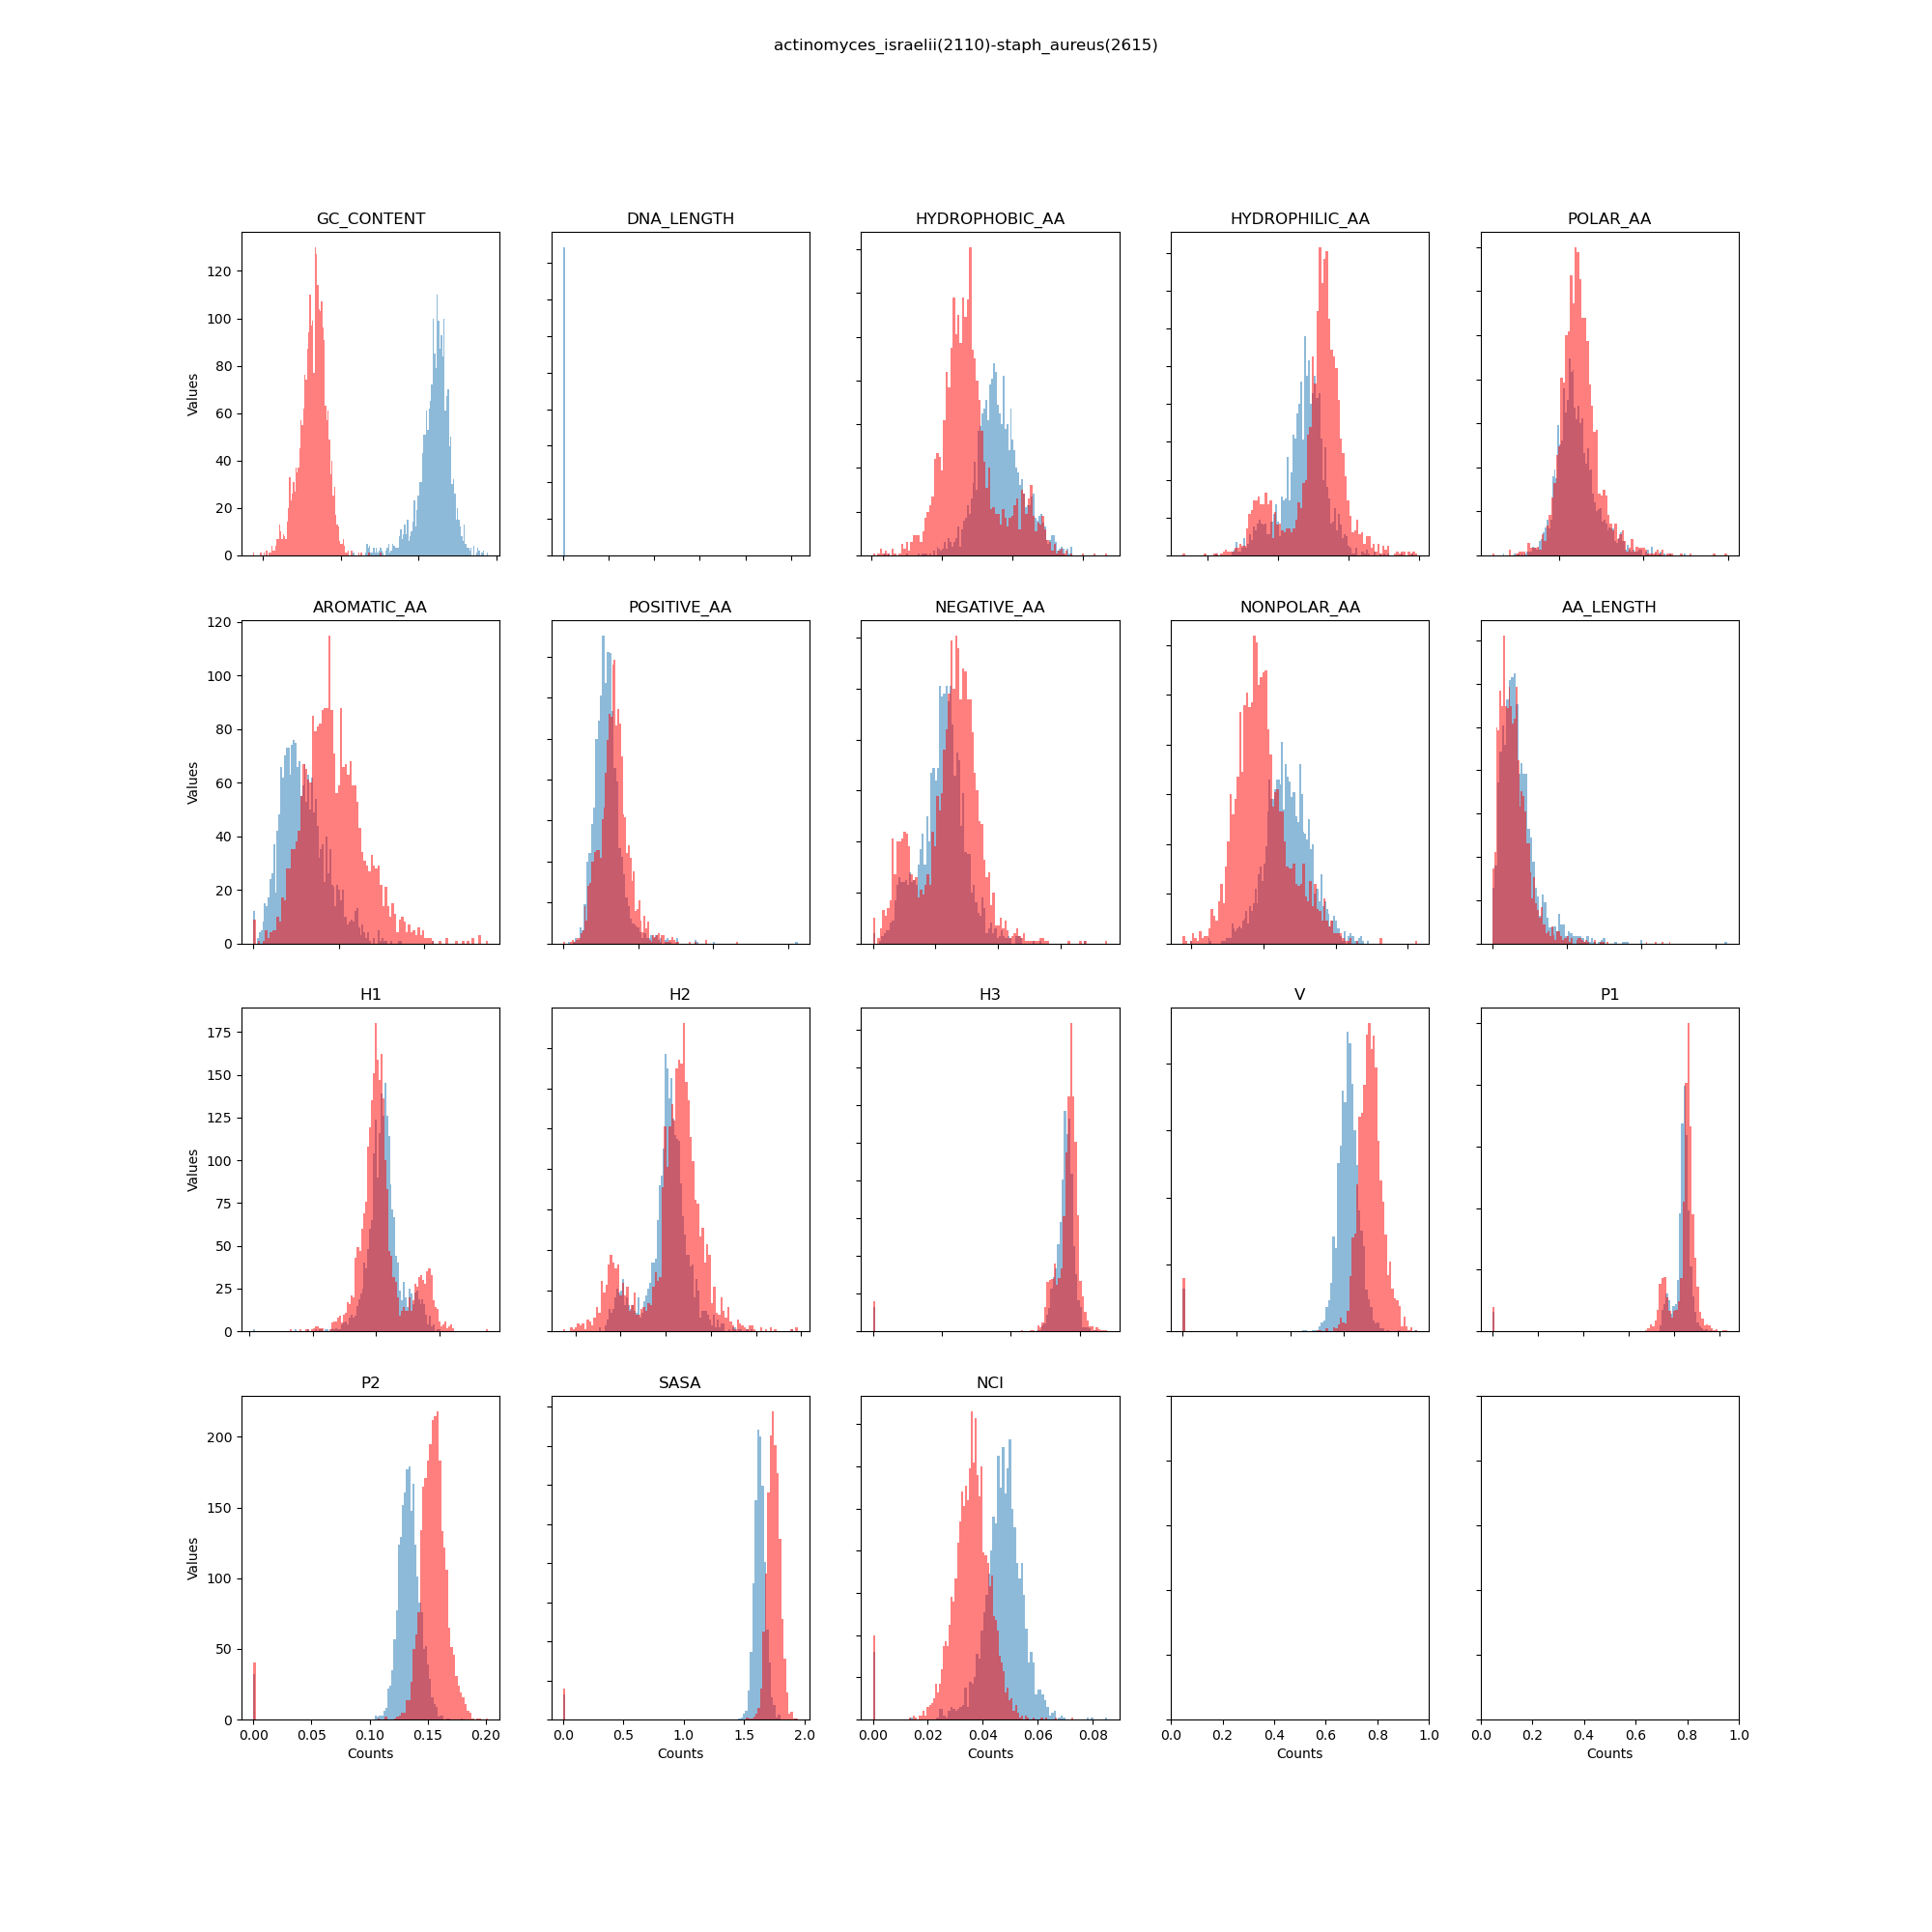 actinomyces_israelii(2110)-staph_aureus(2615)
GC_CONTENT DNA_LENGTH HYDROPHOBIC_AA HYDROPHILIC_AA POLAR_AA
120
100
80
60
40
20
0
Values
AROMATIC_AA POSITIVE_AA NEGATIVE_AA NONPOLAR_AA AA_LENGTH
120
100
80
60
40
20
0
Values
H1 H2 H3 V P1
175
150
125
100
75
50
25
0
Values
P2 SASA NCI
200
150
100
50
0
Values
0.00 0.05 0.10 0.15 0.20 0.0 0.5 1.0 1.5 2.0 0.00 0.02 0.04 0.06 0.08 0.0 0.2 0.4 0.6 0.8 1.0 0.0 0.2 0.4 0.6 0.8 1.0
Counts Counts Counts Counts Counts